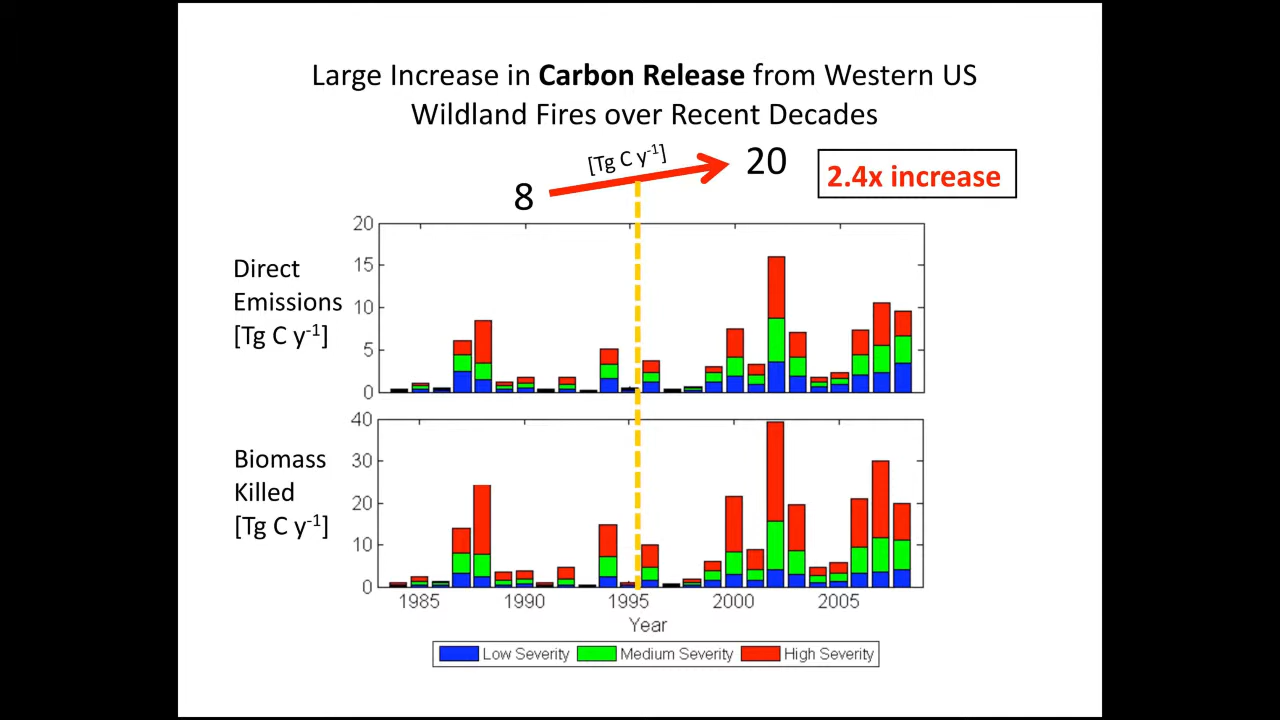 Large Increase in Carbon Release from Western US
Wildland Fires over Recent Decades
[Tg C y-1]
8
20
2.4x increase
Direct
Emissions
[Tg C y-1]
20
15
10
5
0
Biomass
Killed
[Tg C y-1]
40
30
20
10
0
1985 1990 1995 2000 2005
Year
Low Severity Medium Severity High Severity